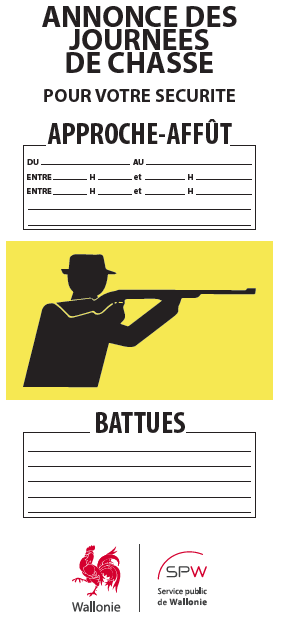 ANNONCE DES
JOURNEES
DE CHASSE
POUR VOTRE SECURITE
APPROCHE-AFFÛT
DU AU
ENTRE H et H
ENTRE H et H
BATTUES
Wallonie
SPW
Service public
de Wallonie